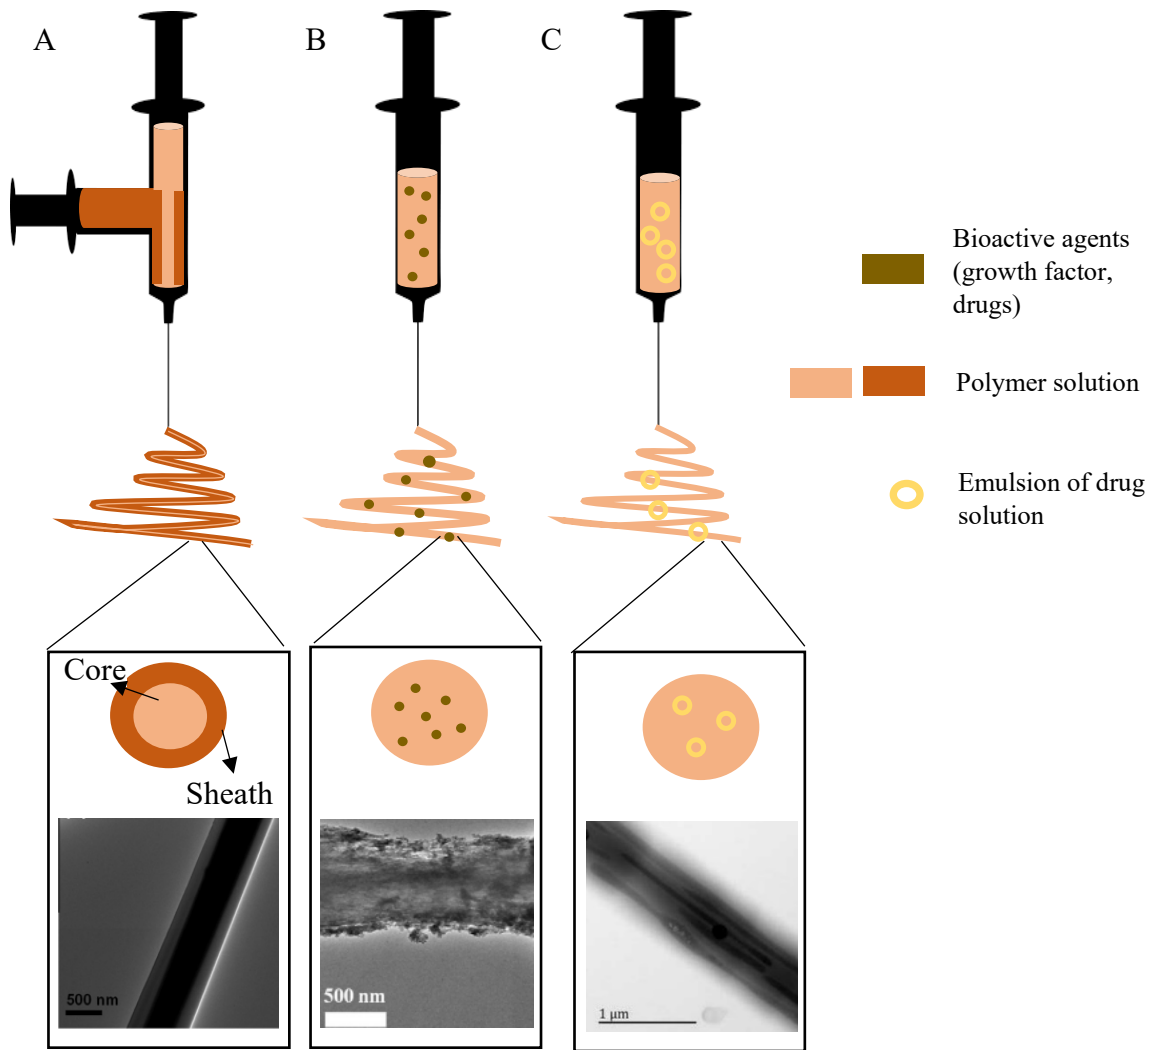 A
B
C
Bioactive agents
(growth factor,
drugs)
Polymer solution
Emulsion of drug
solution
Core
Sheath
500 nm
500 nm
1 μm